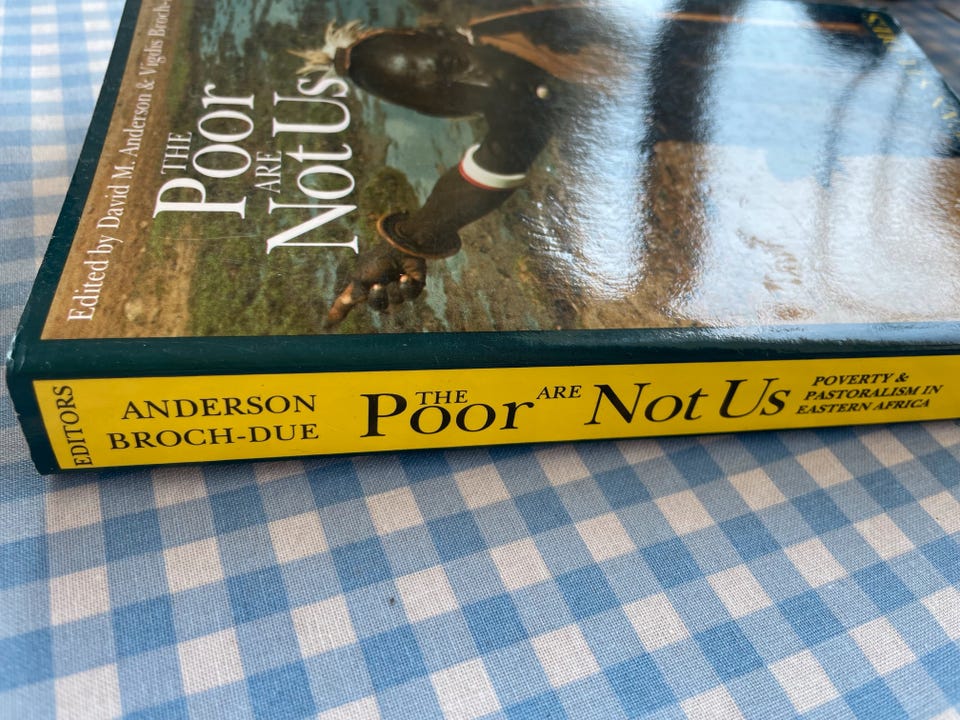 Edited by David M. Anderson & Vigdis Broch-
THE
Poor
ARE
Not Us
EDITORS
ANDERSON
BROCH-DUE
THE
Poor
ARE
Not Us
POVERTY &
PASTORALISM IN
EASTERN AFRICA